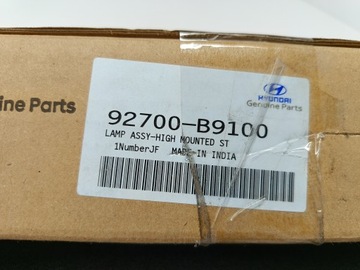 ine Parts
HYUNDAI
Genuine Parts
92700-B9100
LAMP ASSY-HIGH MOUNTED ST
1NumberJF MADE IN INDIA